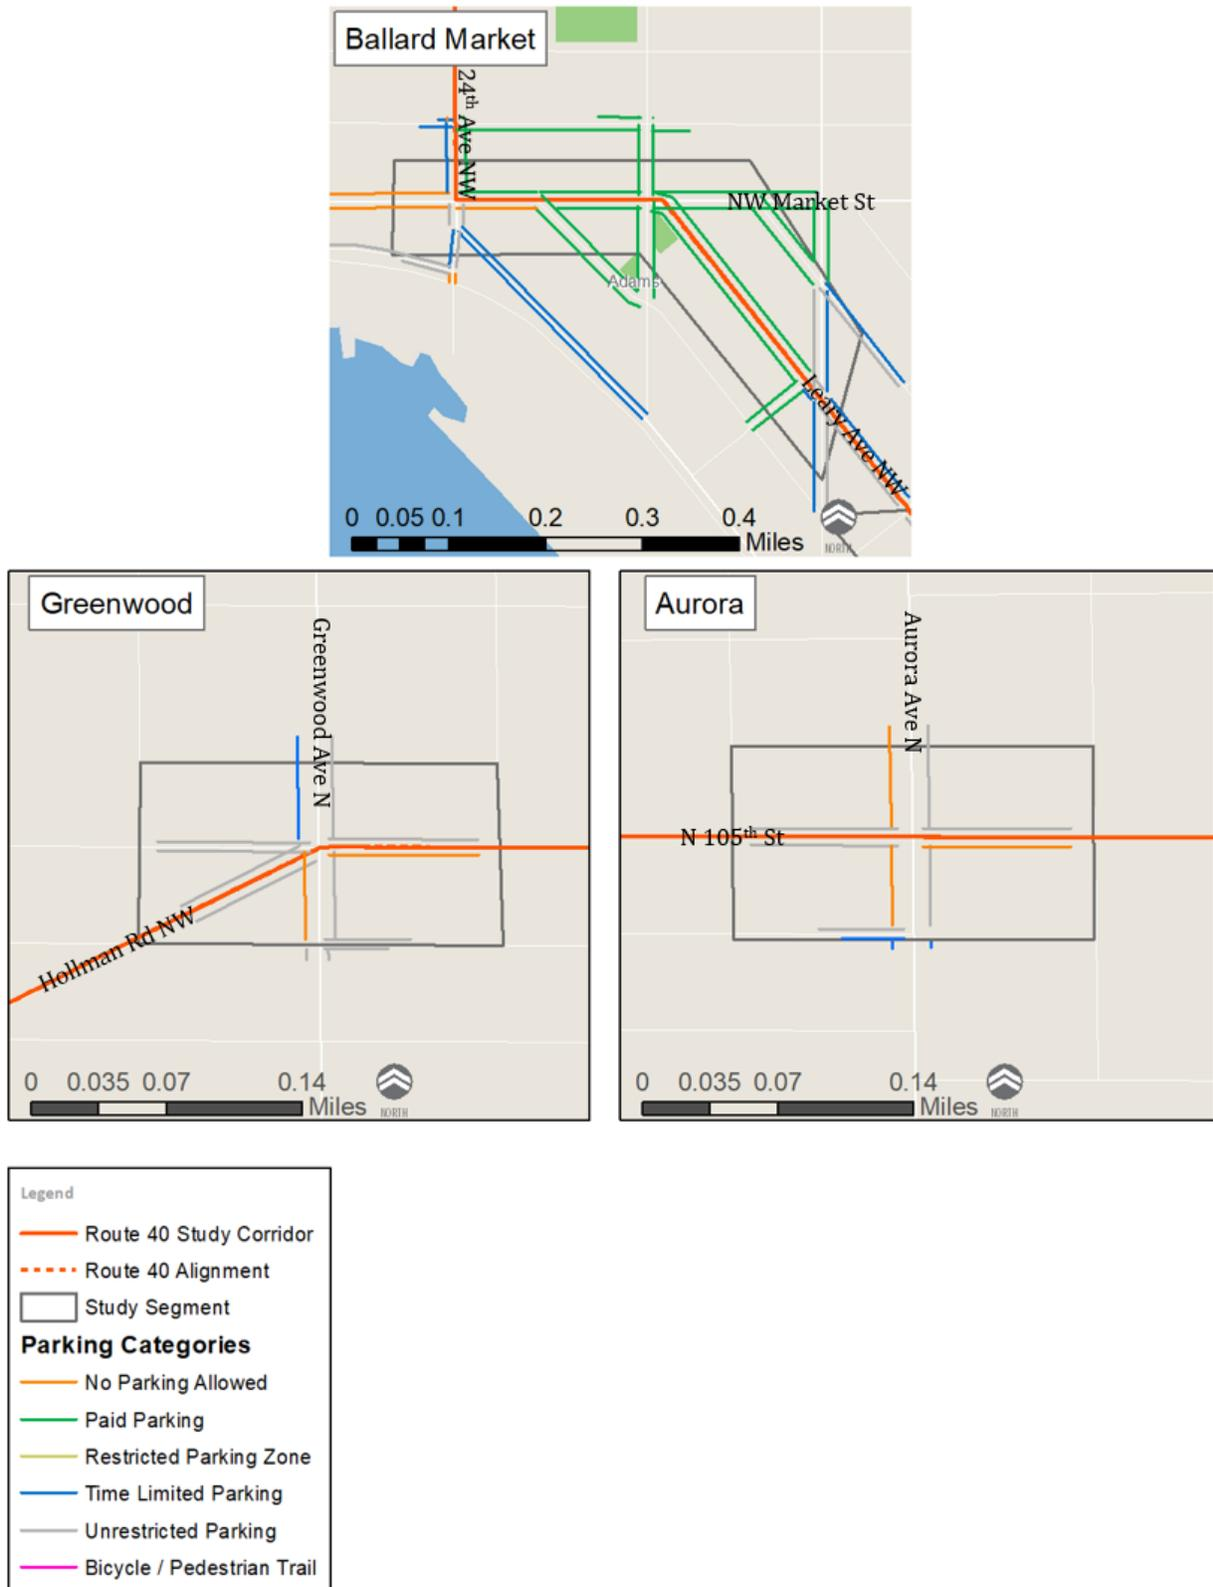 Ballard Market
24th Ave NW
NW Market St
Adams
Leary Ave NW
0 0.05 0.1 0.2 0.3 0.4
Miles
NORTH
Greenwood
Greenwood Ave N
Hollman Rd NW
0 0.035 0.07 0.14
Miles
NORTH
Aurora
Aurora Ave N
N 105th St
0 0.035 0.07 0.14
Miles
NORTH
Legend
Route 40 Study Corridor
Route 40 Alignment
Study Segment
Parking Categories
No Parking Allowed
Paid Parking
Restricted Parking Zone
Time Limited Parking
Unrestricted Parking
Bicycle / Pedestrian Trail